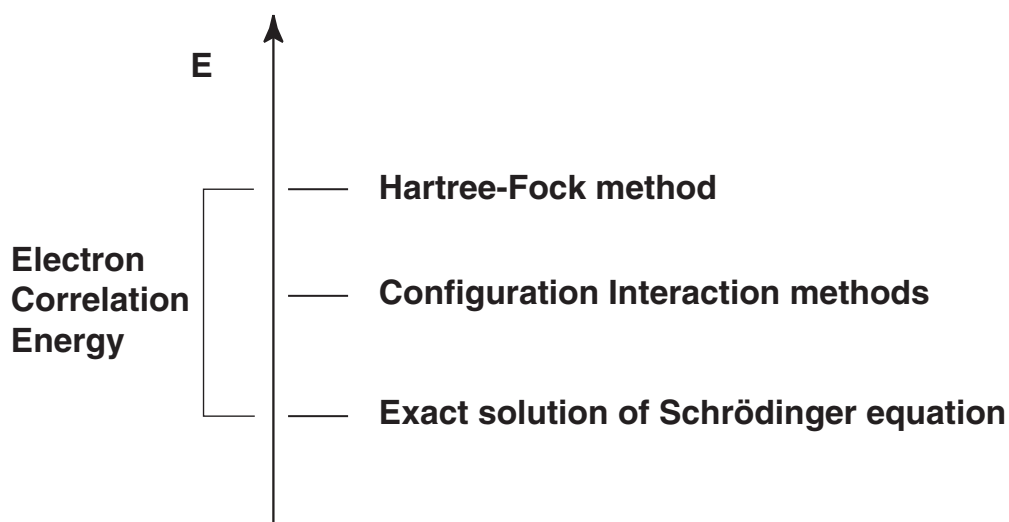 E
Hartree-Fock method
Electron
Correlation
Energy
Configuration Interaction methods
Exact solution of Schrödinger equation